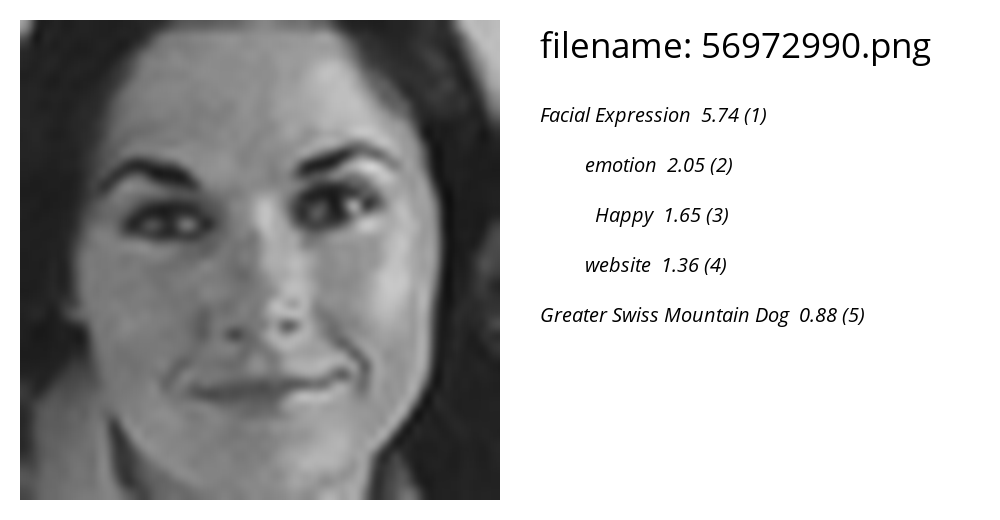 filename: 56972990.png
Facial Expression 5.74 (1)
emotion 2.05 (2)
Happy 1.65 (3)
website 1.36 (4)
Greater Swiss Mountain Dog 0.88 (5)